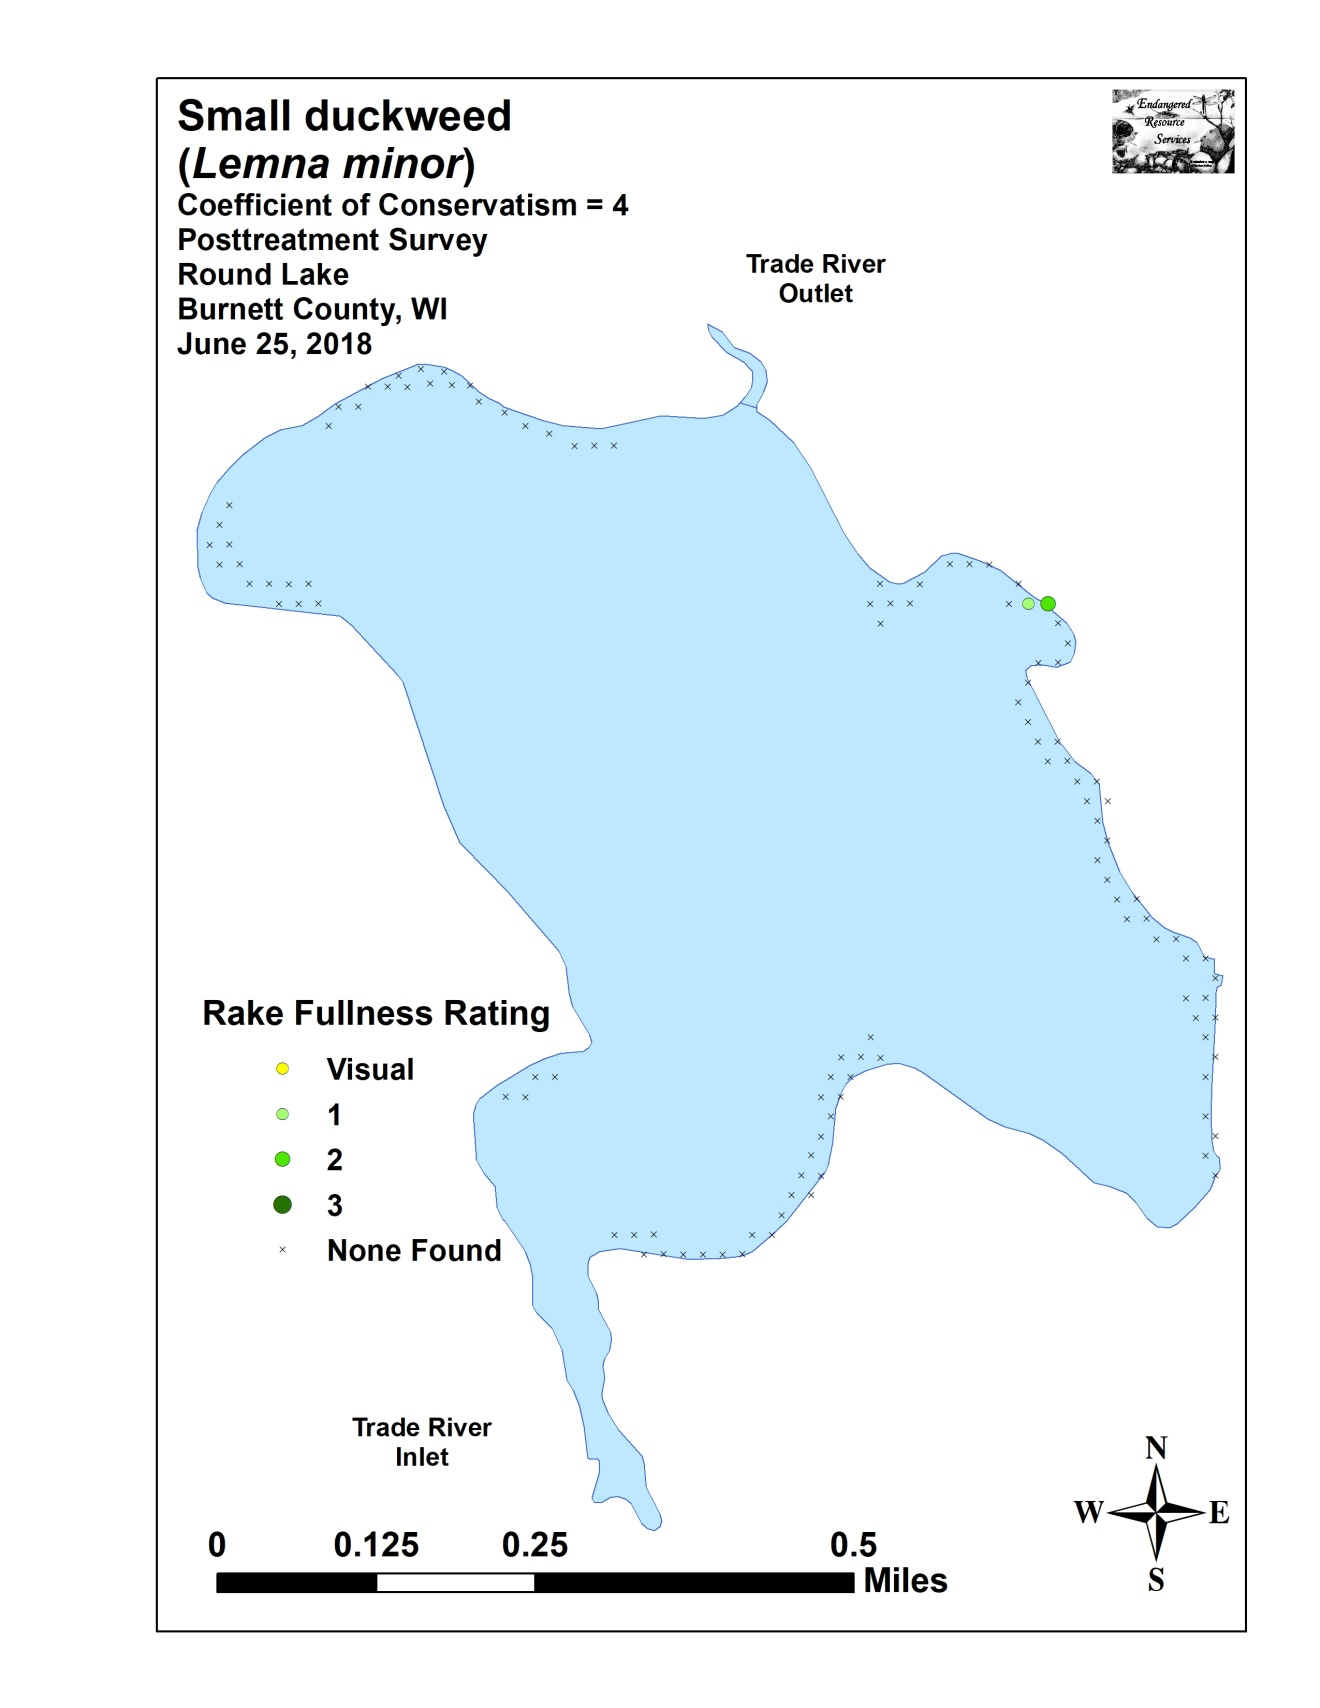 Small duckweed
(Lemna minor)
Coefficient of Conservatism = 4
Posttreatment Survey
Round Lake
Burnett County, WI
June 25, 2018
Endangered
Resource
Services
Trade River
Outlet
Rake Fullness Rating
Visual
1
2
3
None Found
Trade River
Inlet
N
W E
S
0 0.125 0.25 0.5
Miles